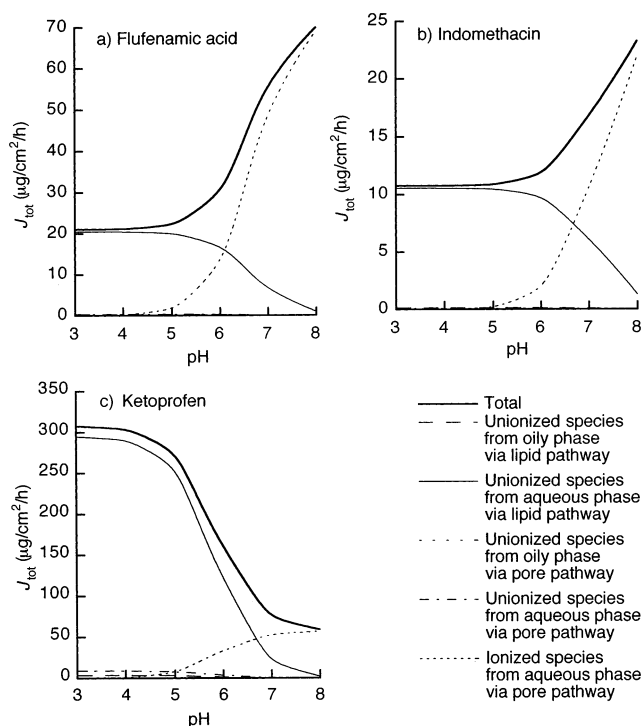 a) Flufenamic acid
70
60
50
40
30
20
10
0
J_tot (µg/cm²/h)
3 4 5 6 7 8
pH
b) Indomethacin
25
20
15
10
5
0
J_tot (µg/cm²/h)
3 4 5 6 7 8
pH
c) Ketoprofen
350
300
250
200
150
100
50
0
J_tot (µg/cm²/h)
3 4 5 6 7 8
pH
Total
Unionized species
from oily phase
via lipid pathway
Unionized species
from aqueous phase
via lipid pathway
Unionized species
from oily phase
via pore pathway
Unionized species
from aqueous phase
via pore pathway
Ionized species
from aqueous phase
via pore pathway